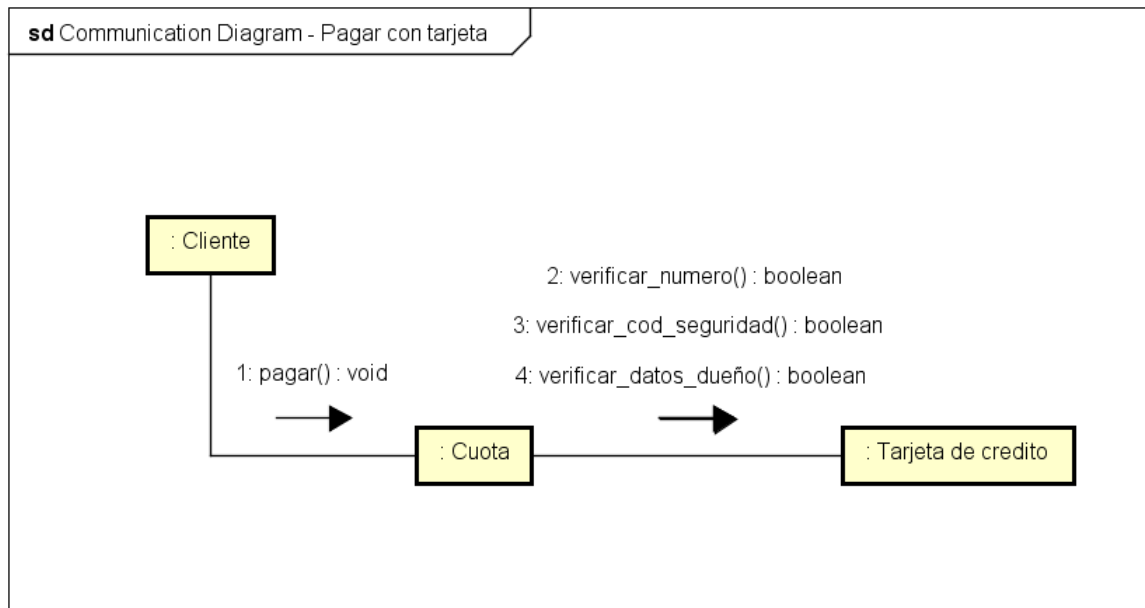 sd Communication Diagram - Pagar con tarjeta
: Cliente
2: verificar_numero() : boolean
3: verificar_cod_seguridad() : boolean
1: pagar() : void
4: verificar_datos_dueño() : boolean
: Cuota
: Tarjeta de credito